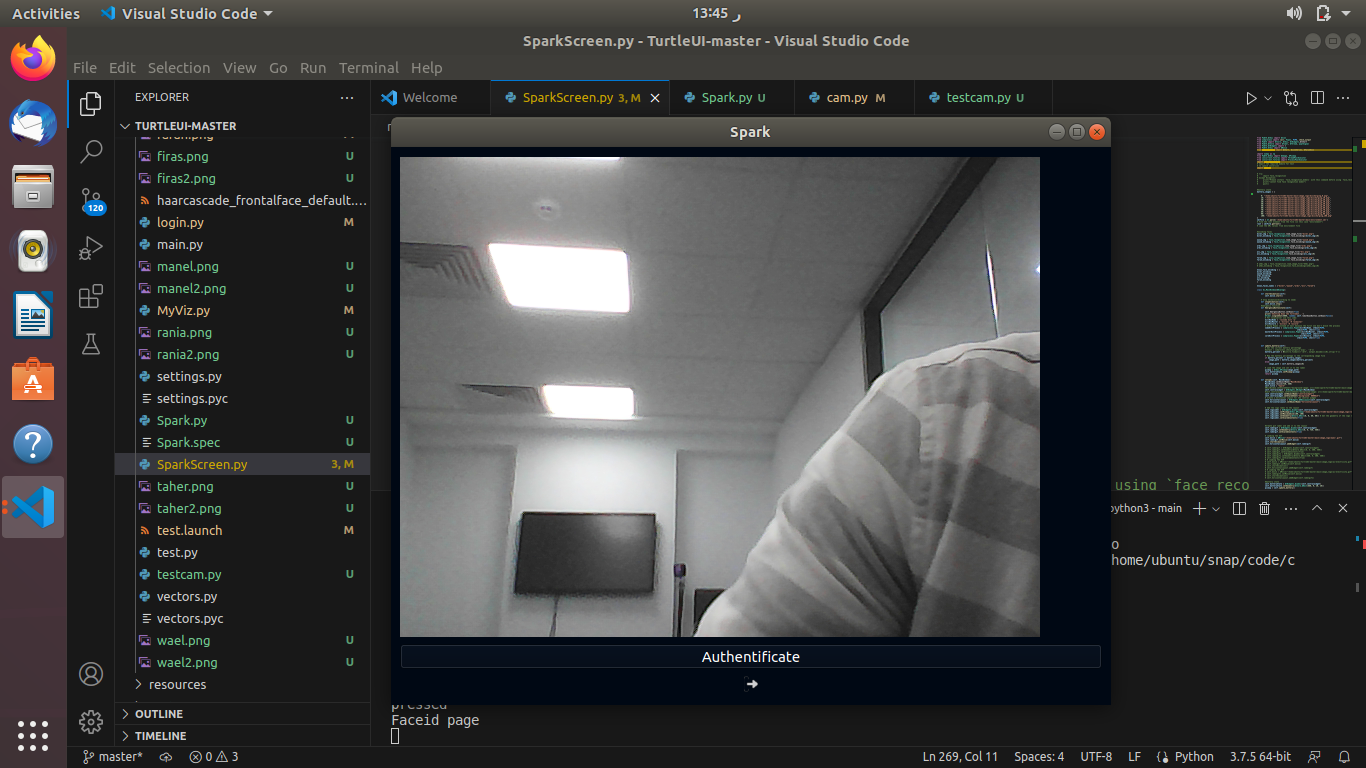 Activities
Visual Studio Code
13:45 ر
SparkScreen.py - TurtleUI-master - Visual Studio Code
File Edit Selection View Go Run Terminal Help
EXPLORER
Welcome
SparkScreen.py 3, M
Spark.py U
cam.py M
testcam.py U
TURTLEUI-MASTER
Spark
firas.png U
firas2.png U
haarcascade_frontalface_default....
login.py M
main.py
manel.png U
manel2.png U
MyViz.py M
rania.png U
rania2.png U
settings.py
settings.pyc
Spark.py U
Spark.spec U
SparkScreen.py 3, M
taher.png U
taher2.png U
test.launch M
test.py
testcam.py U
vectors.py
vectors.pyc
wael.png U
wael2.png U
resources
OUTLINE
TIMELINE
120
using `face_reco
python3 - main
o
home/ubuntu/snap/code/c
Authentificate
pressed
Faceid page
master*
0 3
Ln 269, Col 11 Spaces: 4 UTF-8 LF Python 3.7.5 64-bit